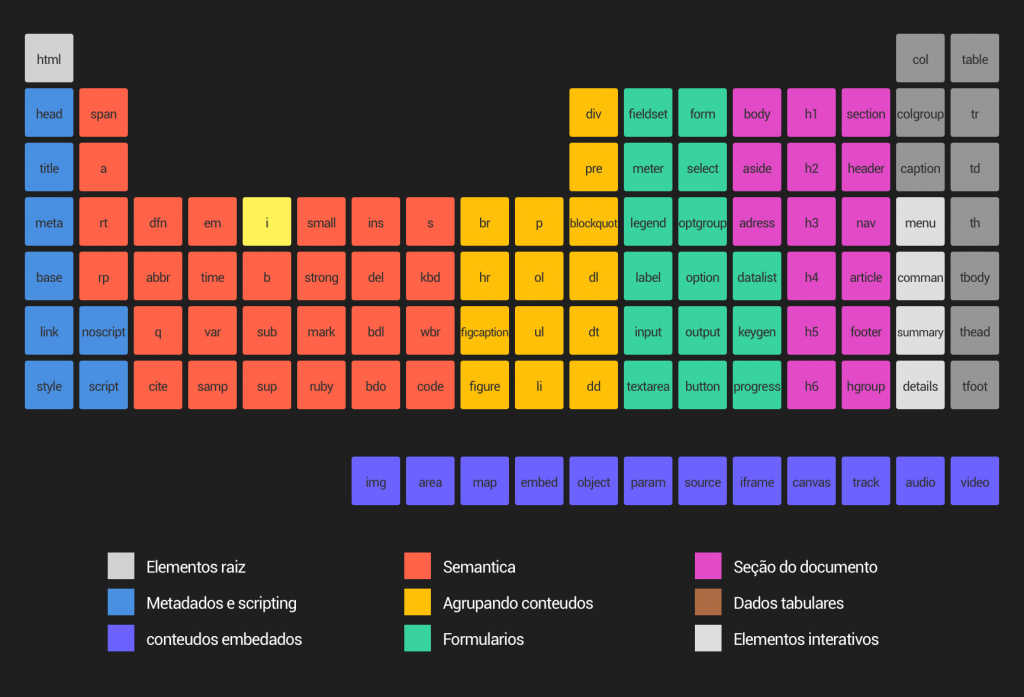 html col table
head span div fieldset form body h1 section colgroup tr
title a pre meter select aside h2 header caption td
meta rt dfn em i small ins s br p blockquot legend optgroup adress h3 nav menu th
base rp abbr time b strong del kbd hr ol dl label option datalist h4 article comman tbody
link noscript q var sub mark bdl wbr figcaption ul dt input output keygen h5 footer summary thead
style script cite samp sup ruby bdo code figure li dd textarea button progress h6 hgroup details tfoot
img area map embed object param source iframe canvas track audio video
Elementos raiz Semantica Seção do documento
Metadados e scripting Agrupando conteudos Dados tabulares
conteudos embedados Formularios Elementos interativos